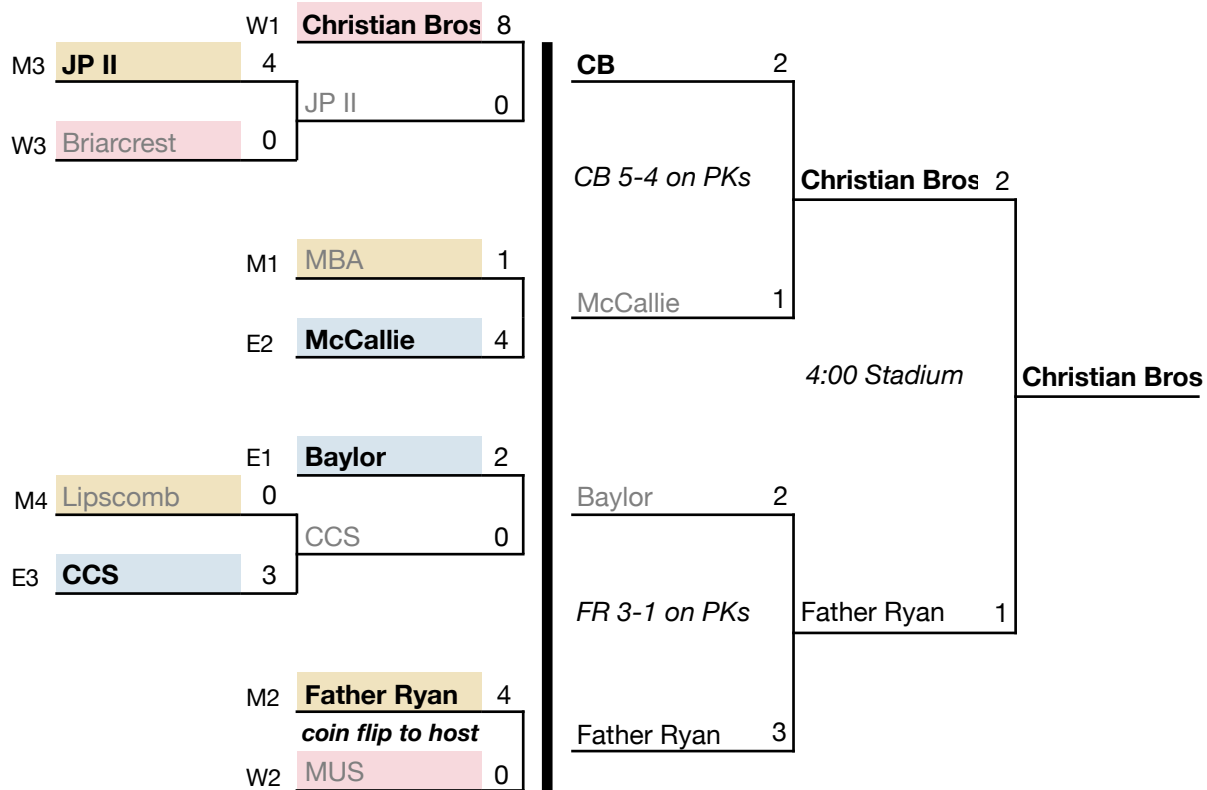 W1 Christian Bros 8
M3 JP II 4
JP II 0
W3 Briarcrest 0
M1 MBA 1
E2 McCallie 4
E1 Baylor 2
M4 Lipscomb 0
CCS 0
E3 CCS 3
M2 Father Ryan 4
coin flip to host
W2 MUS 0
CB 2
CB 5-4 on PKs
Christian Bros 2
McCallie 1
4:00 Stadium
Christian Bros
Baylor 2
FR 3-1 on PKs
Father Ryan 1
Father Ryan 3